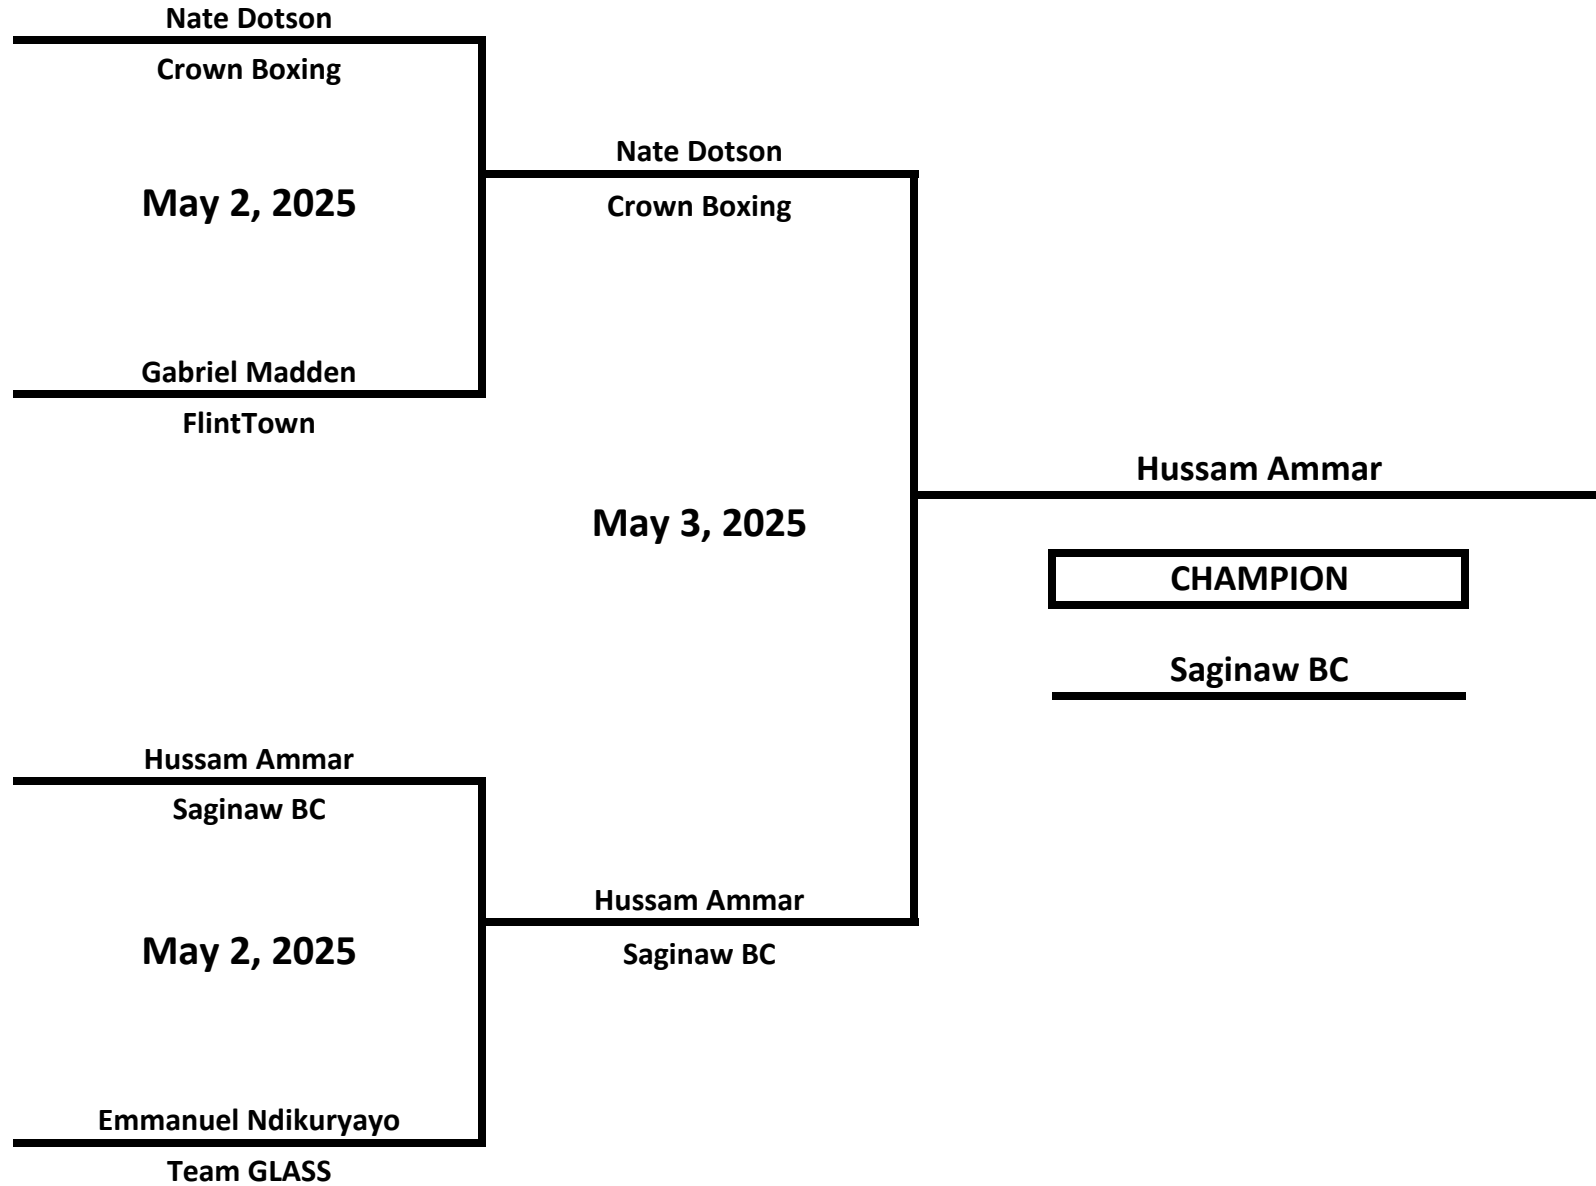 Nate Dotson
Crown Boxing
May 2, 2025
Gabriel Madden
FlintTown
Nate Dotson
Crown Boxing
May 3, 2025
Hussam Ammar
CHAMPION
Saginaw BC
Hussam Ammar
Saginaw BC
May 2, 2025
Emmanuel Ndikuryayo
Team GLASS
Hussam Ammar
Saginaw BC